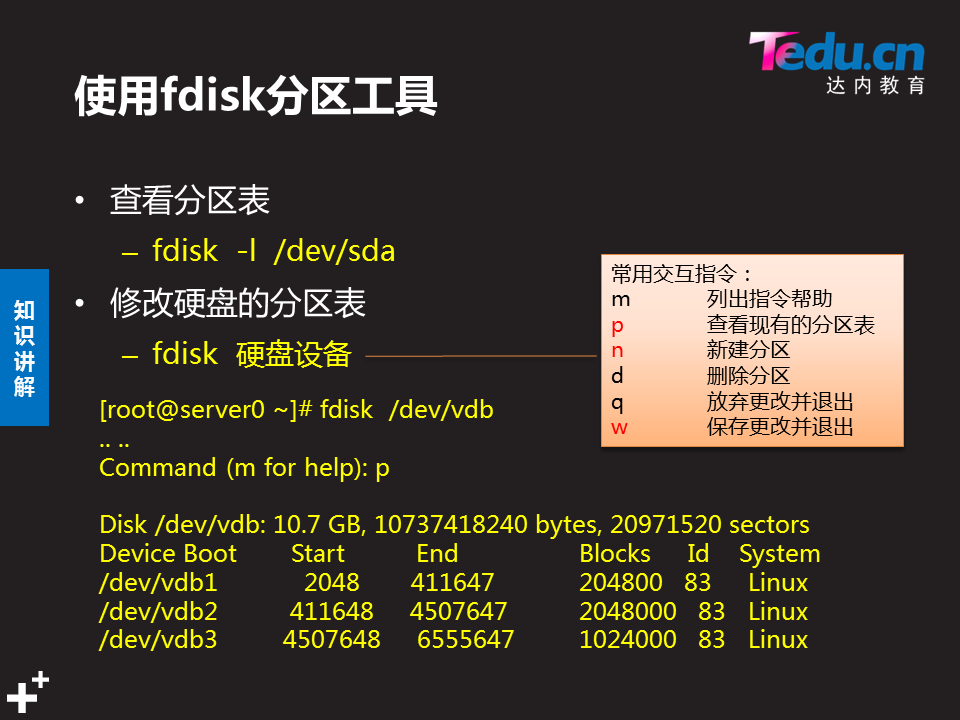 Tedu.cn
达内教育
使用fdisk分区工具
• 查看分区表
– fdisk -l /dev/sda
• 修改硬盘的分区表
– fdisk 硬盘设备
知识讲解
常用交互指令：
m 列出指令帮助
p 查看现有的分区表
n 新建分区
d 删除分区
q 放弃更改并退出
w 保存更改并退出
[root@server0 ~]# fdisk /dev/vdb
.. ..
Command (m for help): p
Disk /dev/vdb: 10.7 GB, 10737418240 bytes, 20971520 sectors
Device Boot Start End Blocks Id System
/dev/vdb1 2048 411647 204800 83 Linux
/dev/vdb2 411648 4507647 2048000 83 Linux
/dev/vdb3 4507648 6555647 1024000 83 Linux